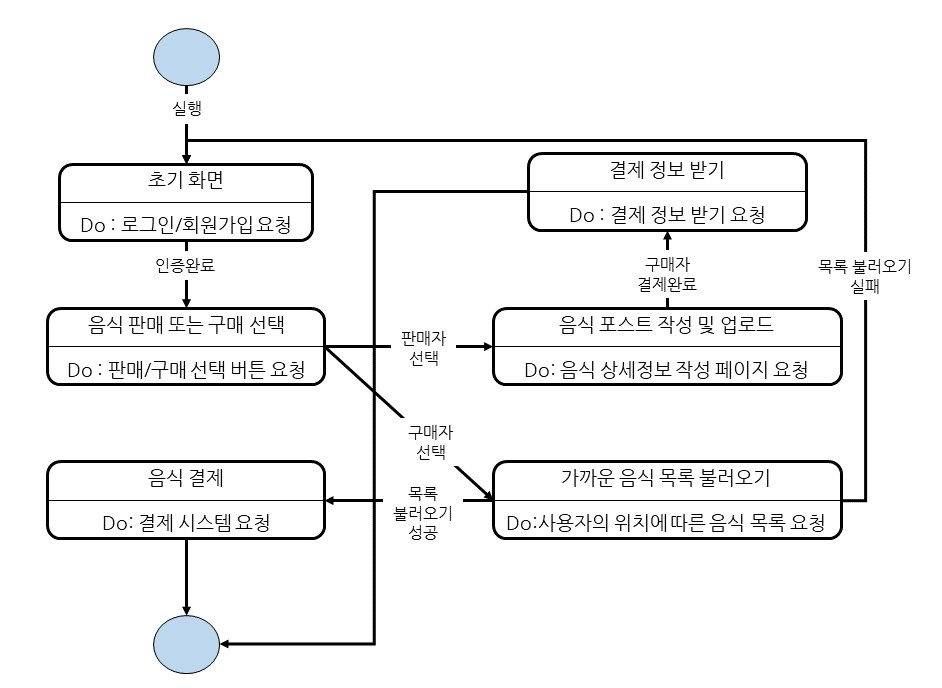 실행
초기 화면
Do : 로그인/회원가입 요청
결제 정보 받기
Do : 결제 정보 받기 요청
인증완료
구매자
결제완료
목록 불러오기
실패
음식 판매 또는 구매 선택
Do : 판매/구매 선택 버튼 요청
판매자
선택
음식 포스트 작성 및 업로드
Do: 음식 상세정보 작성 페이지 요청
구매자
선택
음식 결제
Do: 결제 시스템 요청
목록
불러오기
성공
가까운 음식 목록 불러오기
Do:사용자의 위치에 따른 음식 목록 요청